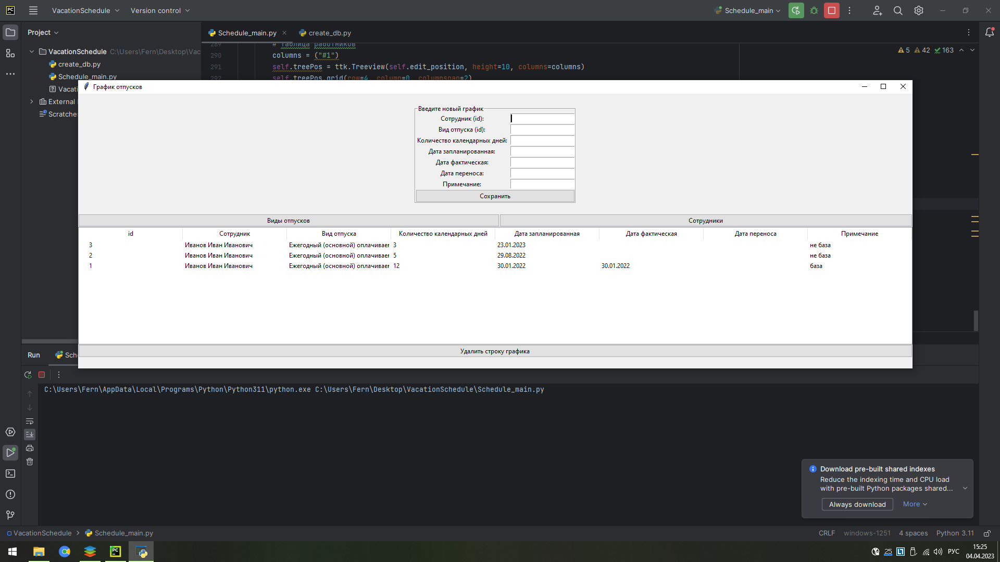 VacationSchedule
Version control
Schedule_main
Project
Schedule_main.py
create_db.py
VacationSchedule C:\Users\Fern\Desktop\Vac
create_db.py
Schedule_main.py
Vacati
External
Scratche
289 # Таблица работников
290 columns = ("#1")
291 self.treePos = ttk.Treeview(self.edit_position, height=10, columns=columns)
292 self.treePos.grid(row=4, column=0, columnspan=2)
5 42 163
График отпусков
Введите новый график
Сотрудник (id):
Вид отпуска (id):
Количество календарных дней:
Дата запланированная:
Дата фактическая:
Дата переноса:
Примечание:
Сохранить
Виды отпусков
Сотрудники
id Сотрудник Вид отпуска Количество календарных дней Дата запланированная Дата фактическая Дата переноса Примечание
3 Иванов Иван Иванович Ежегодный (основной) оплачиваем 3 23.01.2023 не база
2 Иванов Иван Иванович Ежегодный (основной) оплачиваем 5 29.08.2022 не база
1 Иванов Иван Иванович Ежегодный (основной) оплачиваем 12 30.01.2022 30.01.2022 база
Удалить строку графика
Run
Sch
C:\Users\Fern\AppData\Local\Programs\Python\Python311\python.exe C:\Users\Fern\Desktop\VacationSchedule\Schedule_main.py
Download pre-built shared indexes
Reduce the indexing time and CPU load
with pre-built Python packages shared...
Always download
More
VacationSchedule
Schedule_main.py
CRLF windows-1251 4 spaces Python 3.11
25
РУС
15:25
04.04.2023